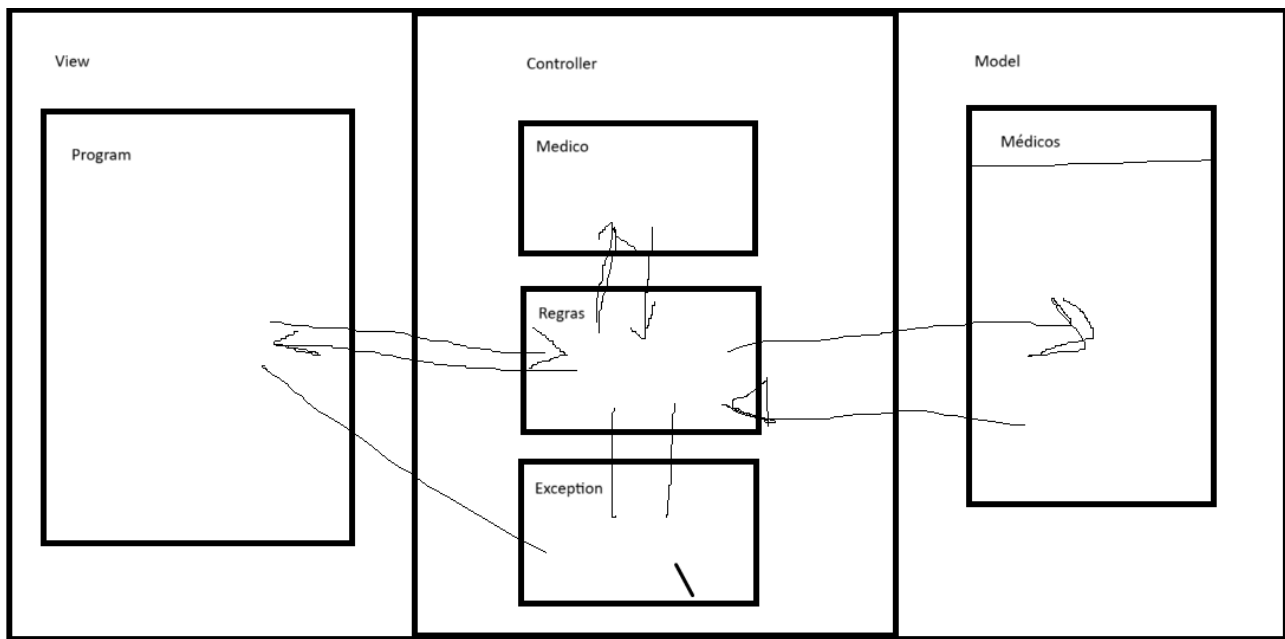 View
Program
Controller
Medico
Regras
Exception
Model
Médicos